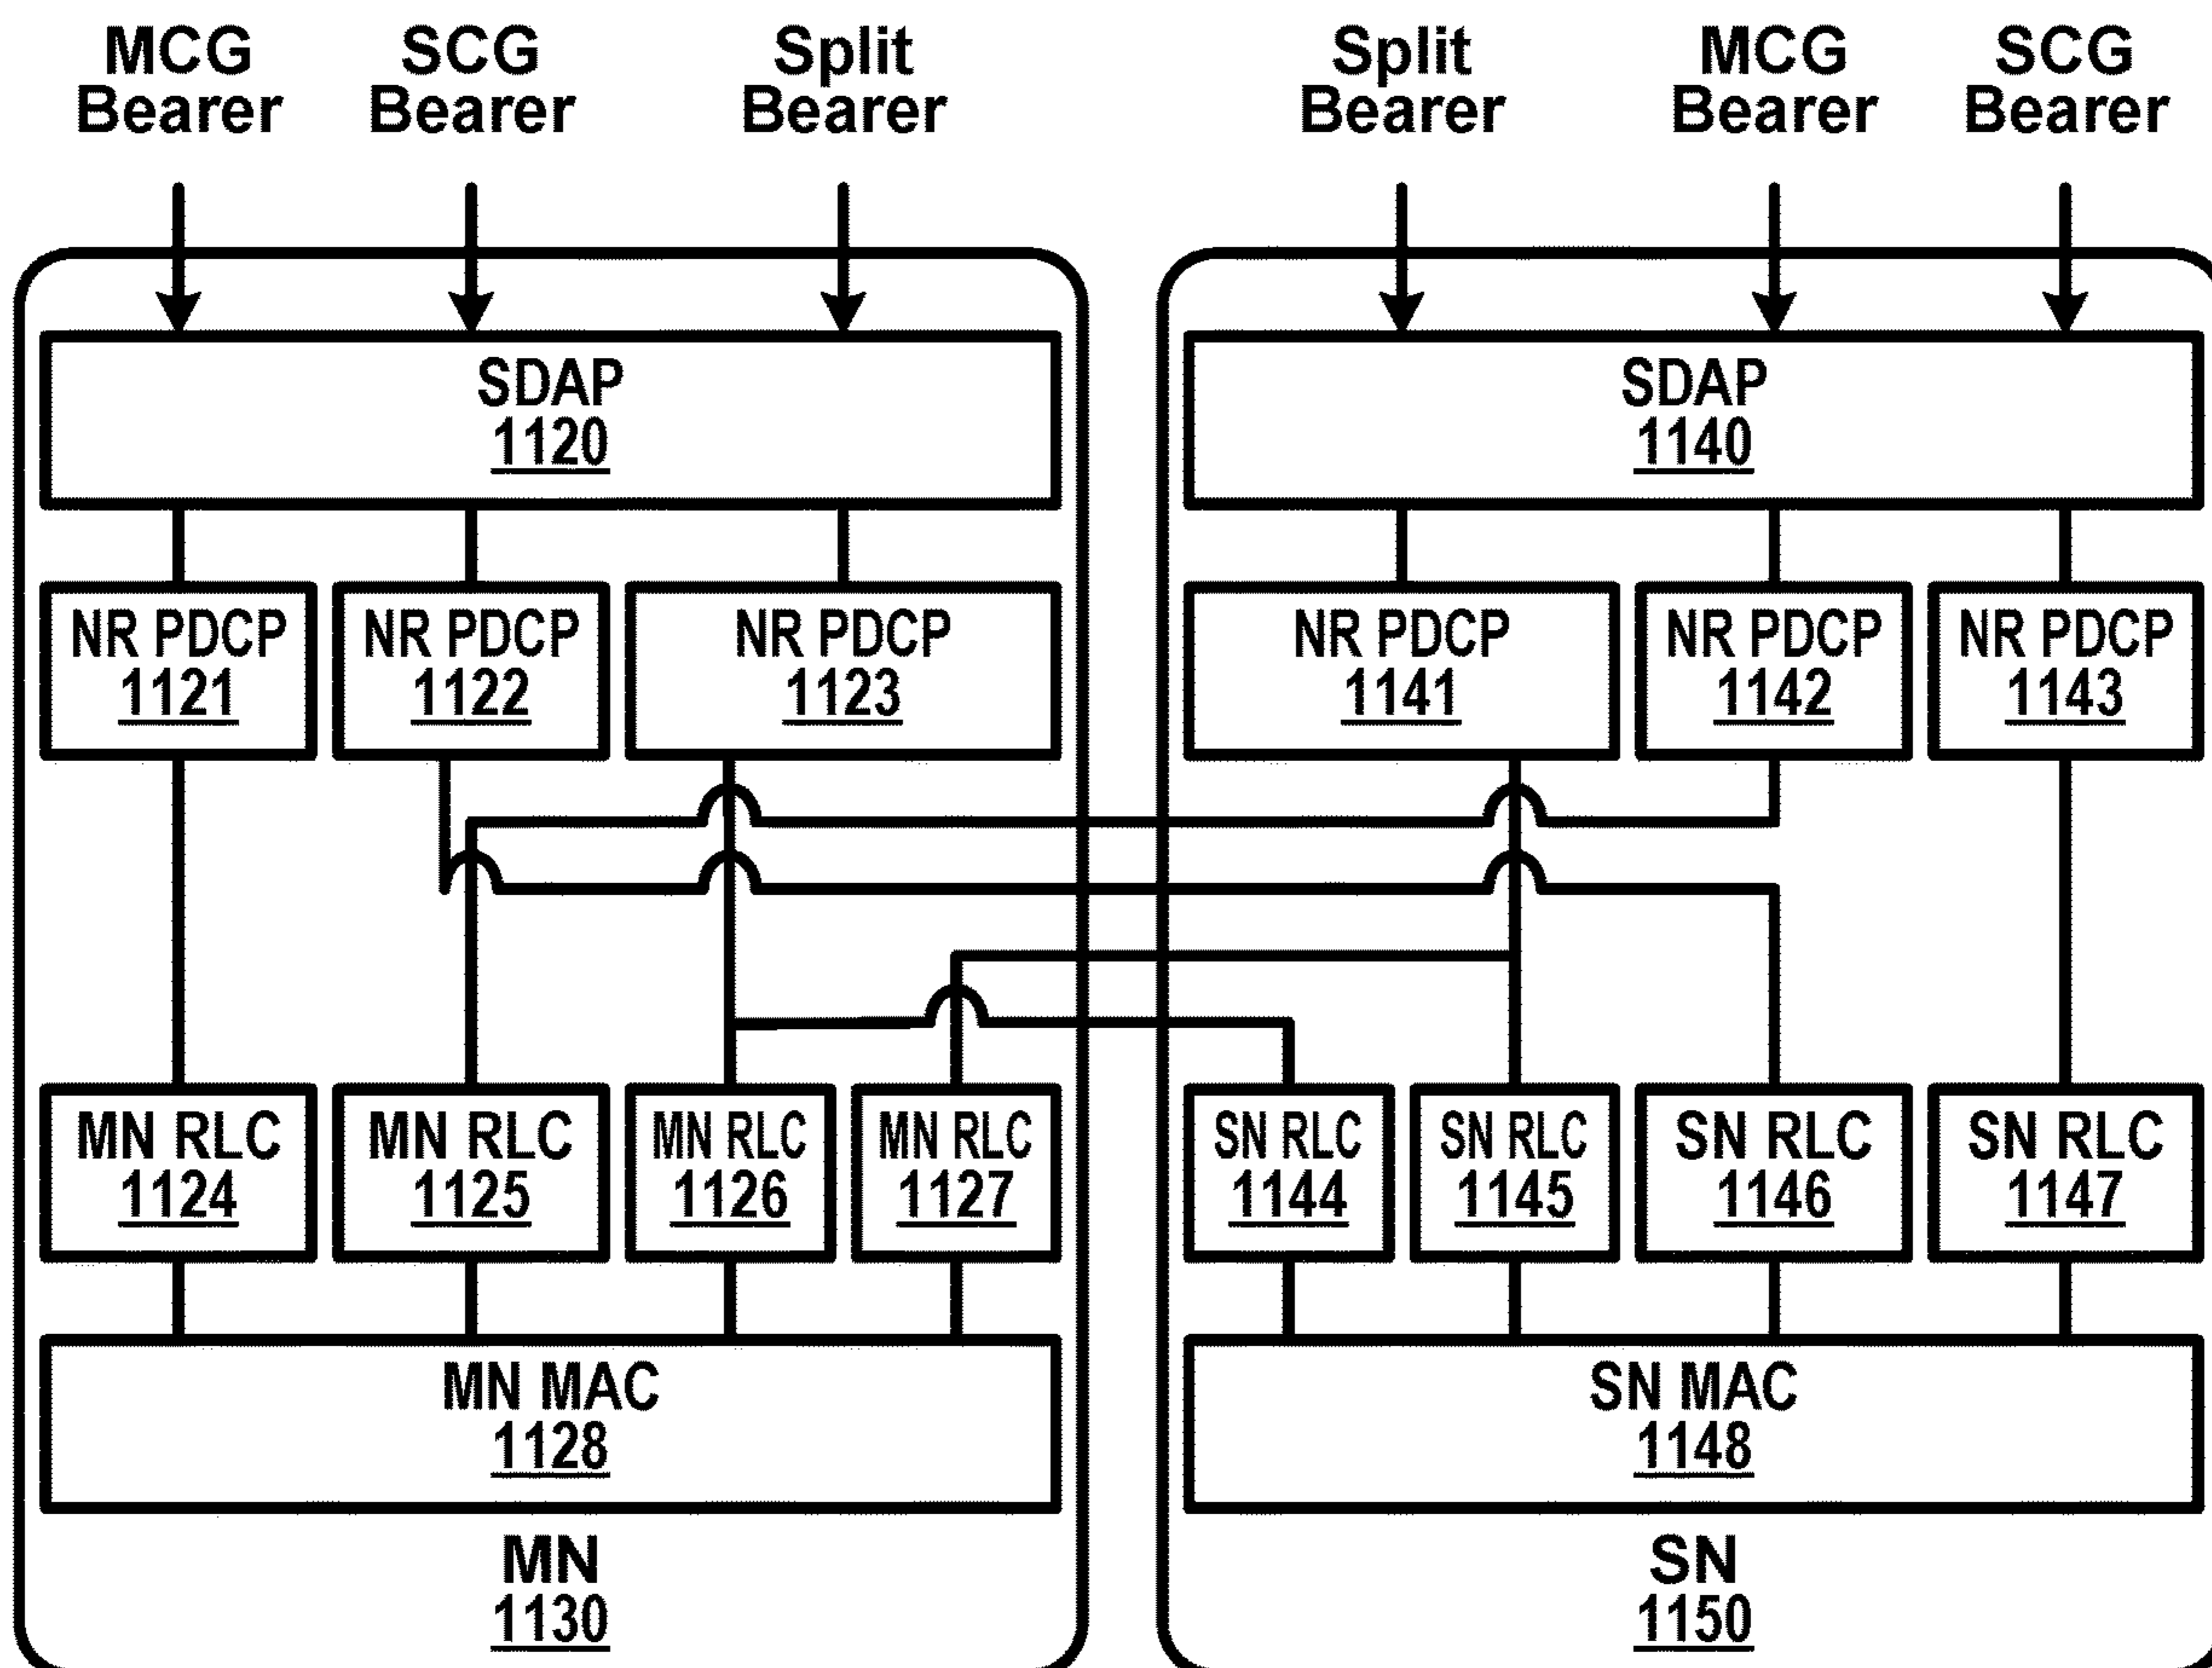 MCG
Bearer
SCG
Bearer
Split
Bearer
Split
Bearer
MCG
Bearer
SCG
Bearer
SDAP
1120
SDAP
1140
NR PDCP
1121
NR PDCP
1122
NR PDCP
1123
NR PDCP
1141
NR PDCP
1142
NR PDCP
1143
MN RLC
1124
MN RLC
1125
MN RLC
1126
MN RLC
1127
SN RLC
1144
SN RLC
1145
SN RLC
1146
SN RLC
1147
MN MAC
1128
SN MAC
1148
MN
1130
SN
1150